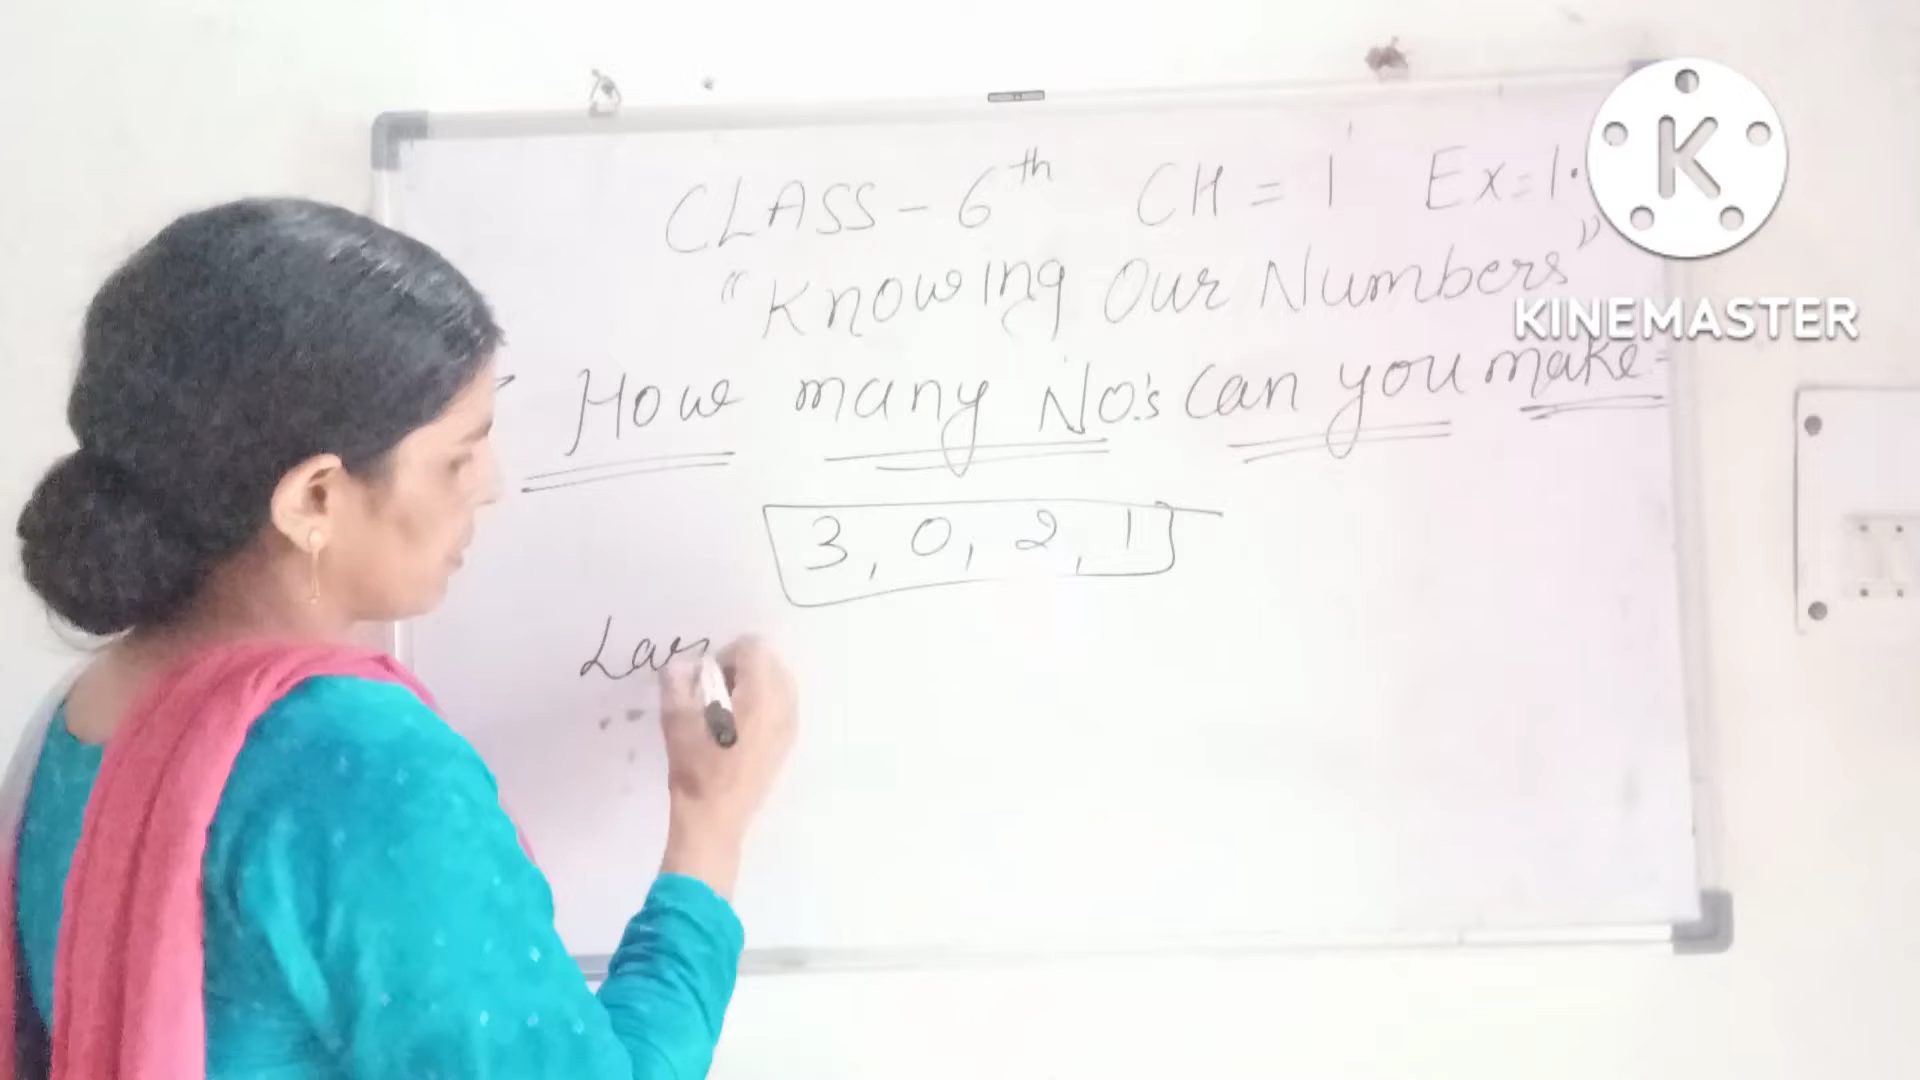 CLASS - 6th CH = 1 Ex = 1.
"Knowing Our Numbers"
How many No's Can you make =
3, 0, 2, 1
Lar
K
KINEMASTER